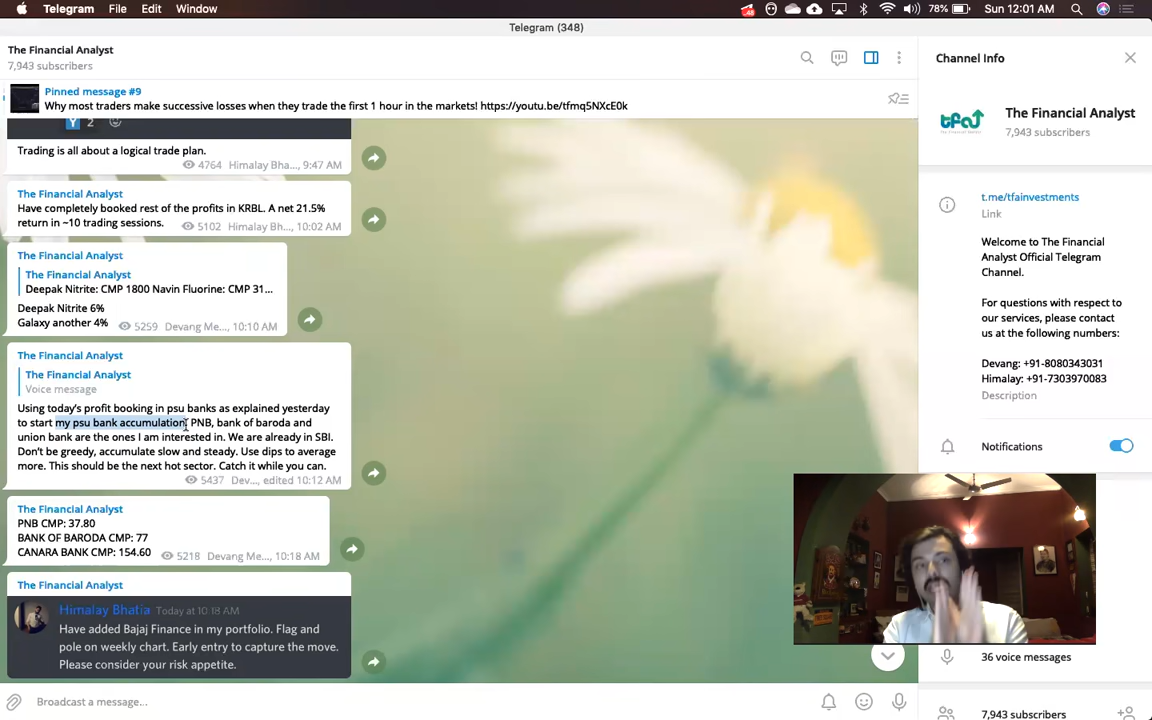 Telegram File Edit Window
48
78% Sun 12:01 AM
Telegram (348)
The Financial Analyst
7,943 subscribers
Pinned message #9
Why most traders make successive losses when they trade the first 1 hour in the markets! https://youtu.be/tfmq5NXcE0k
Y 2
Trading is all about a logical trade plan.
4764 Himalay Bha..., 9:47 AM
The Financial Analyst
Have completely booked rest of the profits in KRBL. A net 21.5%
return in ~10 trading sessions.
5102 Himalay Bh..., 10:02 AM
The Financial Analyst
The Financial Analyst
Deepak Nitrite: CMP 1800 Navin Fluorine: CMP 31...
Deepak Nitrite 6%
Galaxy another 4%
5259 Devang Me..., 10:10 AM
The Financial Analyst
The Financial Analyst
Voice message
Using today's profit booking in psu banks as explained yesterday
to start my psu bank accumulation. PNB, bank of baroda and
union bank are the ones I am interested in. We are already in SBI.
Don't be greedy, accumulate slow and steady. Use dips to average
more. This should be the next hot sector. Catch it while you can.
5437 Dev..., edited 10:12 AM
The Financial Analyst
PNB CMP: 37.80
BANK OF BARODA CMP: 77
CANARA BANK CMP: 154.60
5218 Devang Me..., 10:18 AM
The Financial Analyst
Himalay Bhatia Today at 10:18 AM
Have added Bajaj Finance in my portfolio. Flag and
pole on weekly chart. Early entry to capture the move.
Please consider your risk appetite.
Broadcast a message...
Channel Info
tfa
The Financial Analyst
7,943 subscribers
t.me/tfainvestments
Link
Welcome to The Financial
Analyst Official Telegram
Channel.
For questions with respect to
our services, please contact
us at the following numbers:
Devang: +91-8080343031
Himalay: +91-7303970083
Description
Notifications
36 voice messages
7,943 subscribers